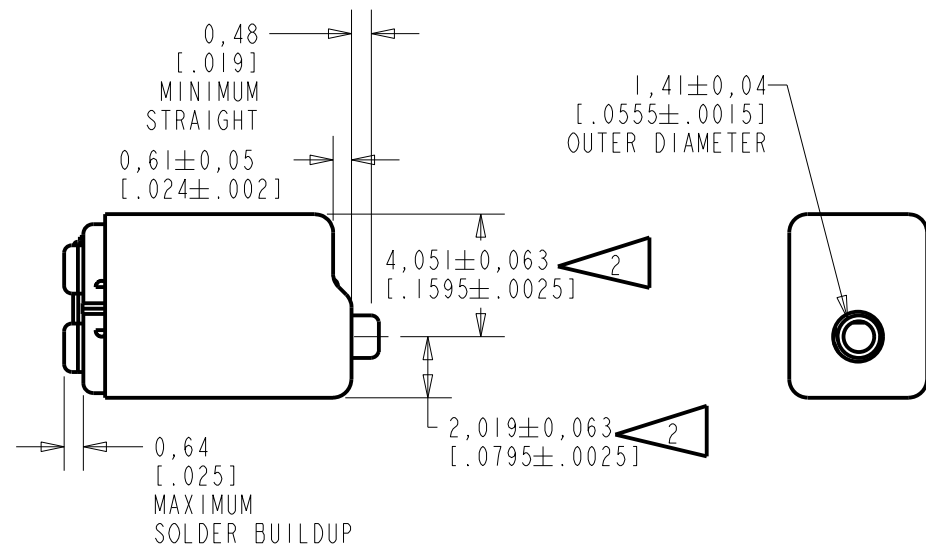 0,48
[.019]
MINIMUM
STRAIGHT
0,61±0,05
[.024±.002]
1,41±0,04
[.0555±.0015]
OUTER DIAMETER
4,051±0,063
[.1595±.0025]
2
2,019±0,063
[.0795±.0025]
2
0,64
[.025]
MAXIMUM
SOLDER BUILDUP